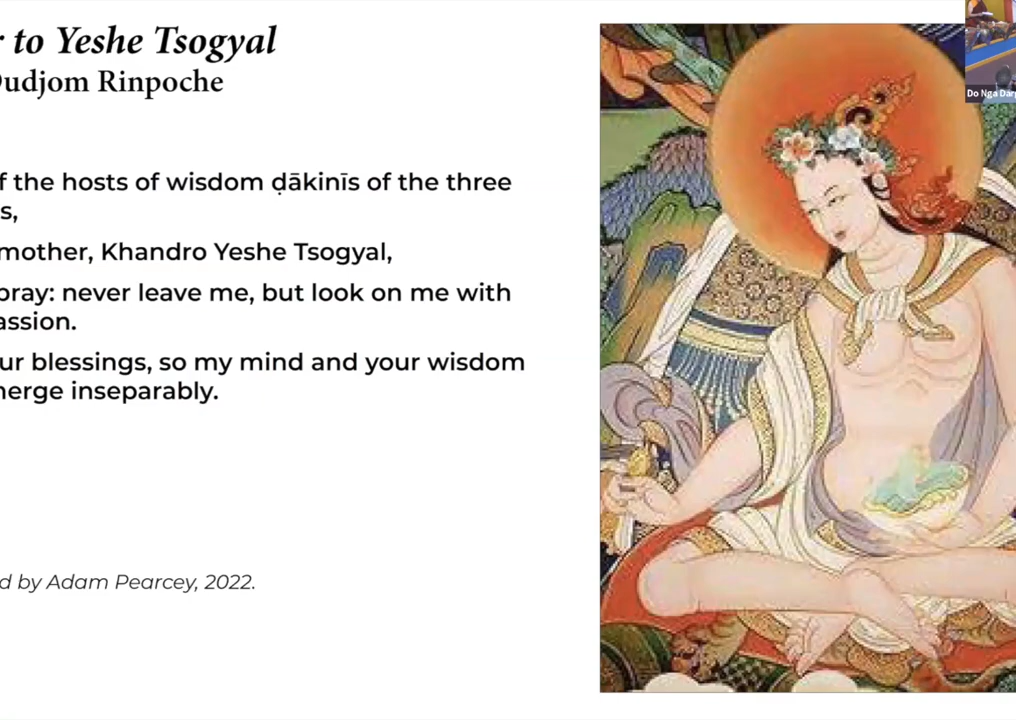 to Yeshe Tsogyal
Dudjom Rinpoche
of the hosts of wisdom ḍākinīs of the three
s,
mother, Khandro Yeshe Tsogyal,
pray: never leave me, but look on me with
assion.
ur blessings, so my mind and your wisdom
merge inseparably.
d by Adam Pearcey, 2022.
Do Nga Dar